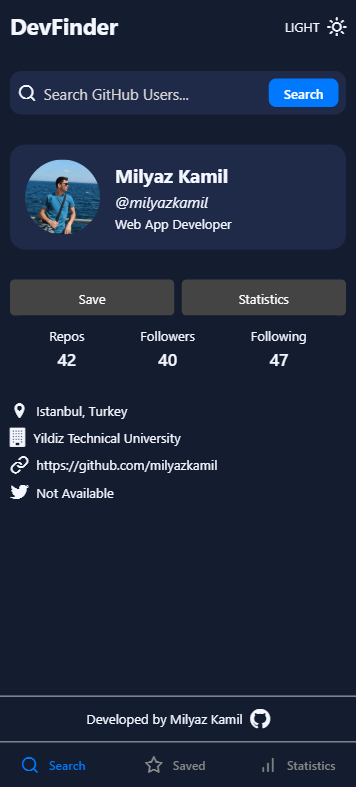 DevFinder
LIGHT
Search GitHub Users...
Search
Milyaz Kamil
@milyazkamil
Web App Developer
Save
Statistics
Repos
Followers
Following
42
40
47
Istanbul, Turkey
Yildiz Technical University
https://github.com/milyazkamil
Not Available
Developed by Milyaz Kamil
Search
Saved
Statistics